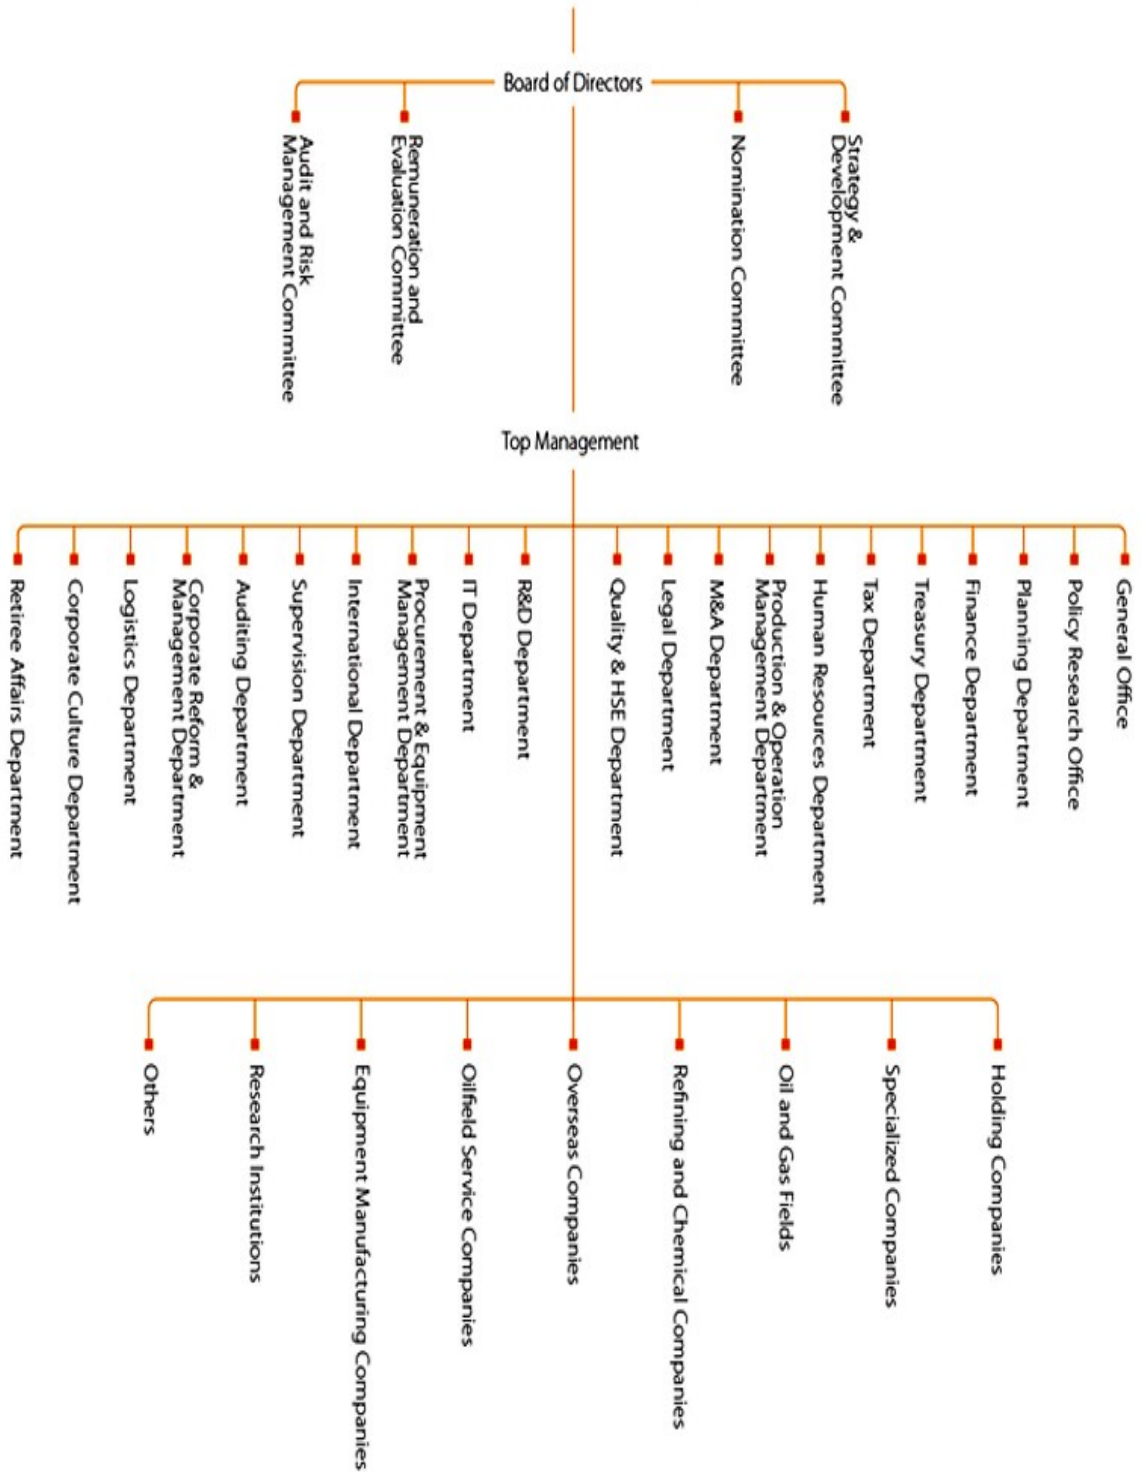 Board of Directors
Audit and Risk
Management Committee
Remuneration and
Evaluation Committee
Nomination Committee
Strategy &
Development Committee
Top Management
Retiree Affairs Department
Corporate Culture Department
Logistics Department
Corporate Reform &
Management Department
Auditing Department
Supervision Department
International Department
Procurement & Equipment
Management Department
IT Department
R&D Department
Quality & HSE Department
Legal Department
M&A Department
Production & Operation
Management Department
Human Resources Department
Tax Department
Treasury Department
Finance Department
Planning Department
Policy Research Office
General Office
Others
Research Institutions
Equipment Manufacturing Companies
Oilfield Service Companies
Overseas Companies
Refining and Chemical Companies
Oil and Gas Fields
Specialized Companies
Holding Companies